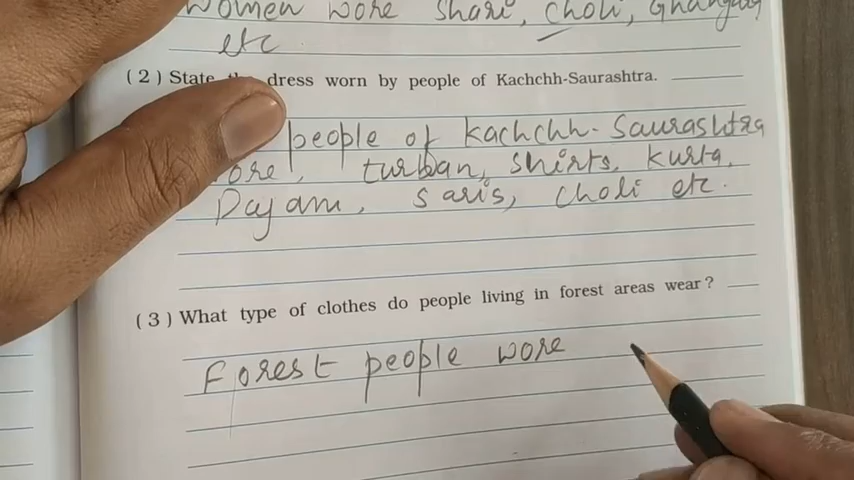 Women wore shari, choli,
etc
(2) State the dress worn by people of Kachchh-Saurashtra.
people of Kachchh-Saurashtra
wore, turban, shirts, kurta,
Pajam, saris, choli etc.
(3) What type of clothes do people living in forest areas wear?
Forest people wore